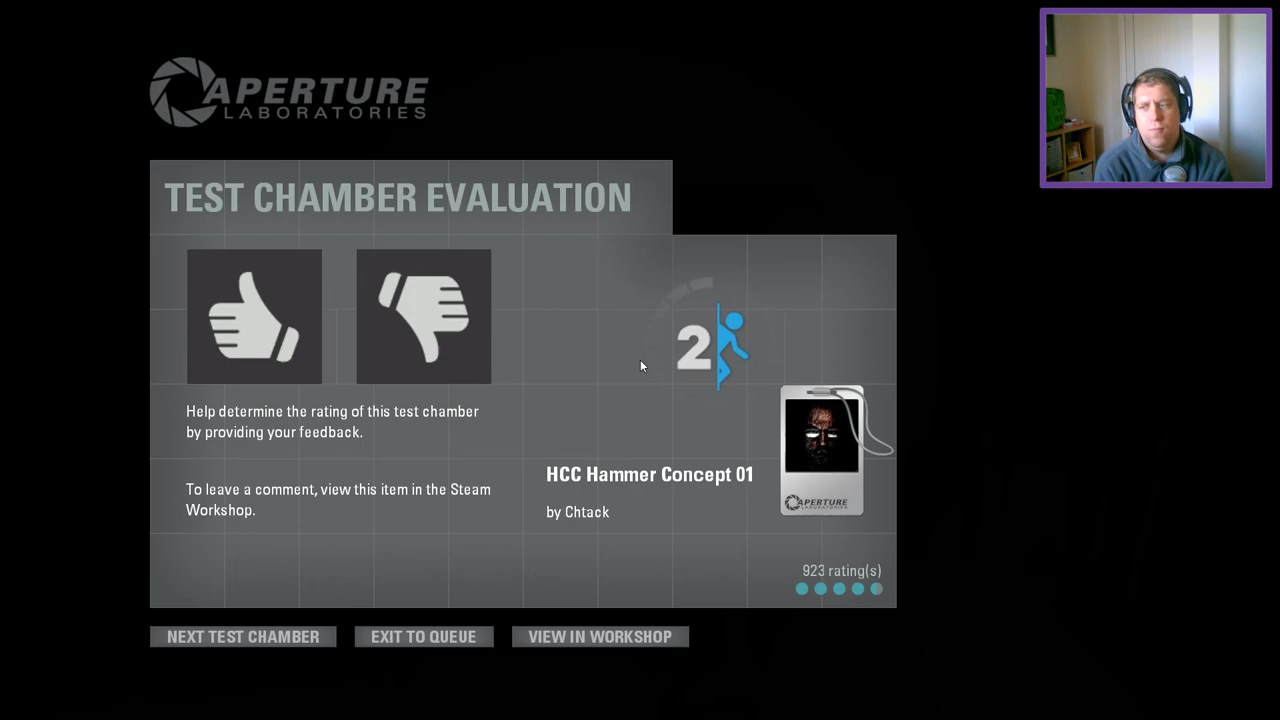 APERTURE
LABORATORIES
TEST CHAMBER EVALUATION
2
Help determine the rating of this test chamber
by providing your feedback.
To leave a comment, view this item in the Steam
Workshop.
HCC Hammer Concept 01
by Chtack
APERTURE
923 rating(s)
NEXT TEST CHAMBER
EXIT TO QUEUE
VIEW IN WORKSHOP